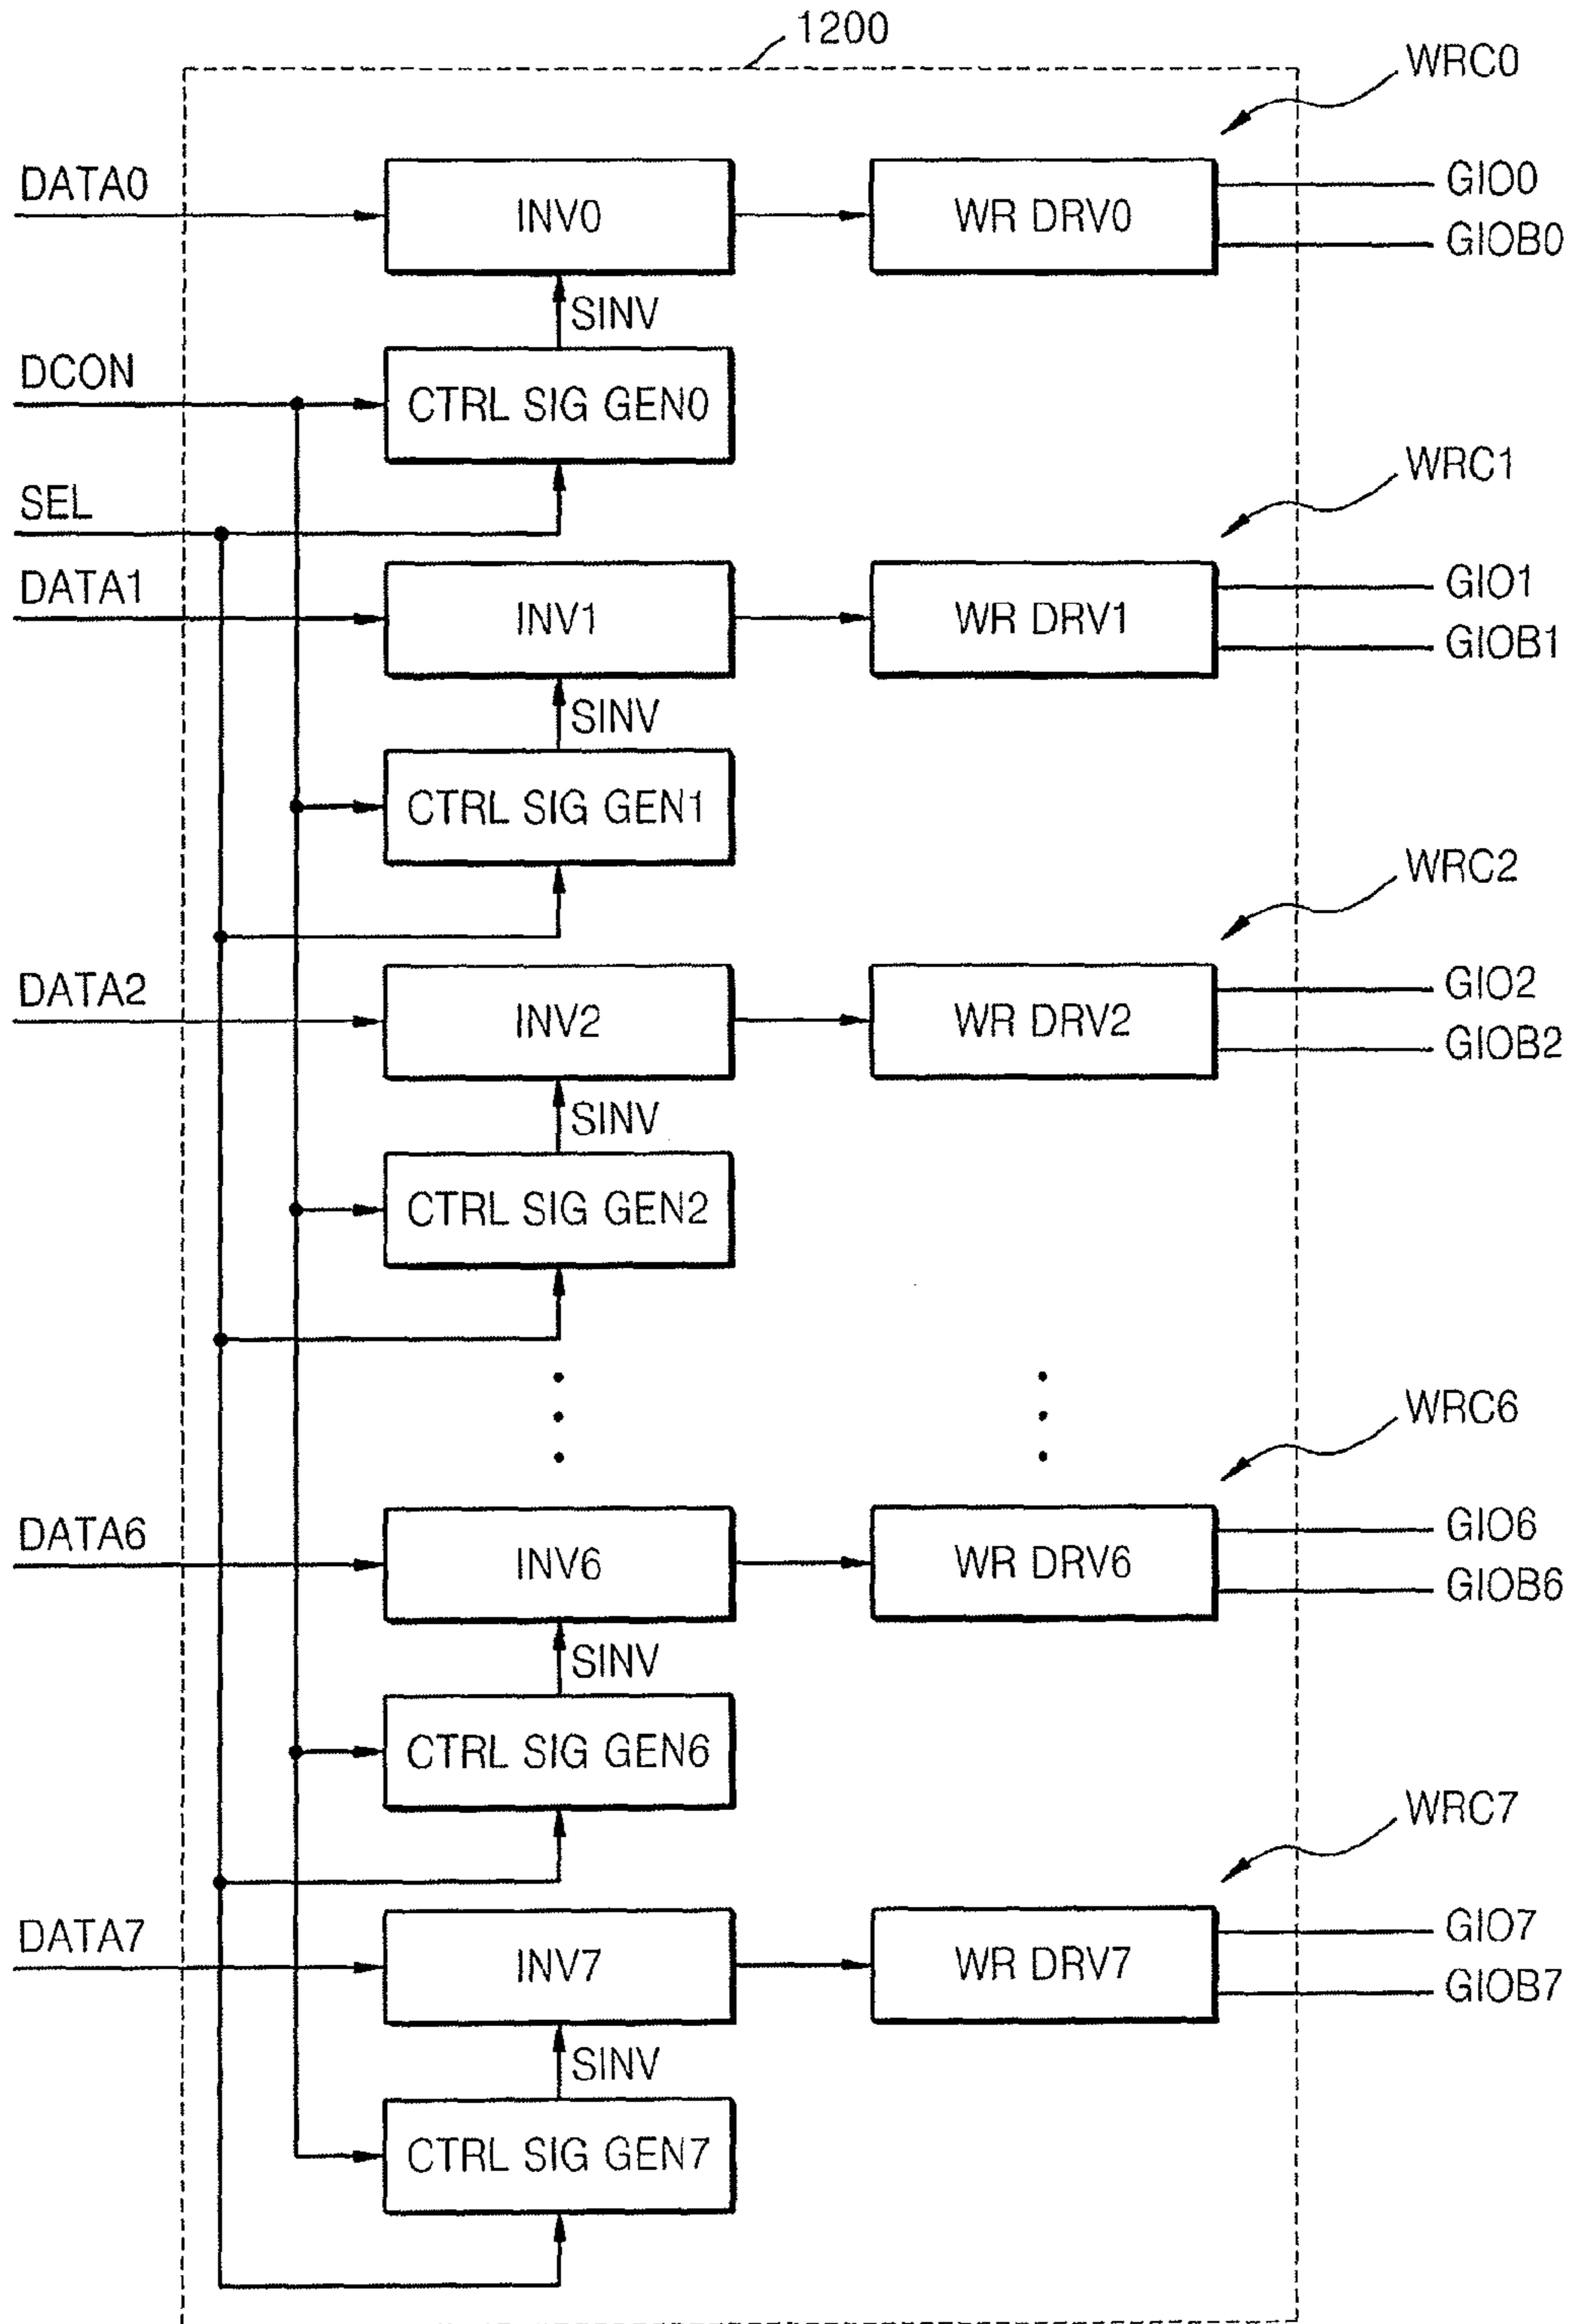 1200
WRC0
DATA0
INV0
WR DRV0
GIO0
GIOB0
SINV
DCON
CTRL SIG GEN0
SEL
WRC1
DATA1
INV1
WR DRV1
GIO1
GIOB1
SINV
CTRL SIG GEN1
WRC2
DATA2
INV2
WR DRV2
GIO2
GIOB2
SINV
CTRL SIG GEN2
WRC6
DATA6
INV6
WR DRV6
GIO6
GIOB6
SINV
CTRL SIG GEN6
WRC7
DATA7
INV7
WR DRV7
GIO7
GIOB7
SINV
CTRL SIG GEN7